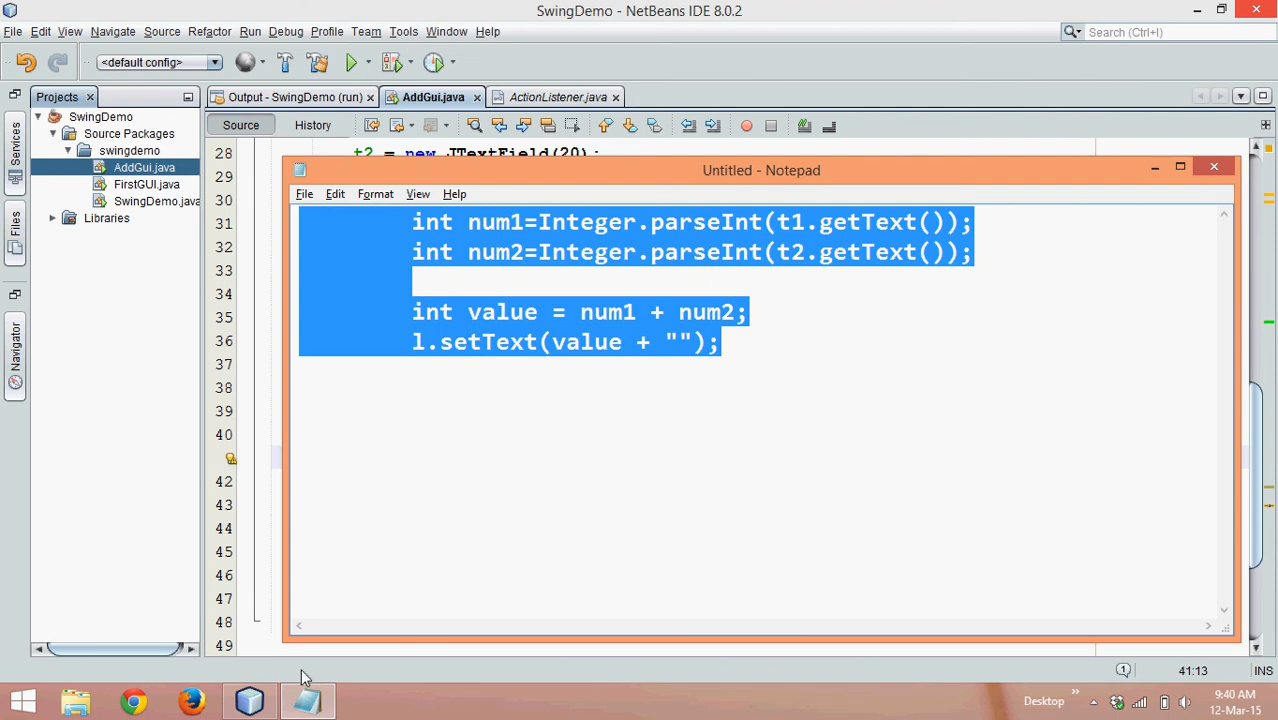 SwingDemo - NetBeans IDE 8.0.2
File Edit View Navigate Source Refactor Run Debug Profile Team Tools Window Help
Search (Ctrl+I)
<default config>
Projects
Output - SwingDemo (run)
AddGui.java
ActionListener.java
Source
History
SwingDemo
Source Packages
swingdemo
AddGui.java
FirstGUI.java
SwingDemo.java
Libraries
Services
Files
Navigator
28 t2 = new JTextField(20);
29
30
31
32
33
34
35
36
37
38
39
40
42
43
44
45
46
47
48
49
Untitled - Notepad
File Edit Format View Help
int num1=Integer.parseInt(t1.getText());
int num2=Integer.parseInt(t2.getText());
int value = num1 + num2;
l.setText(value + "");
1
41:13
INS
Desktop
9:40 AM
12-Mar-15